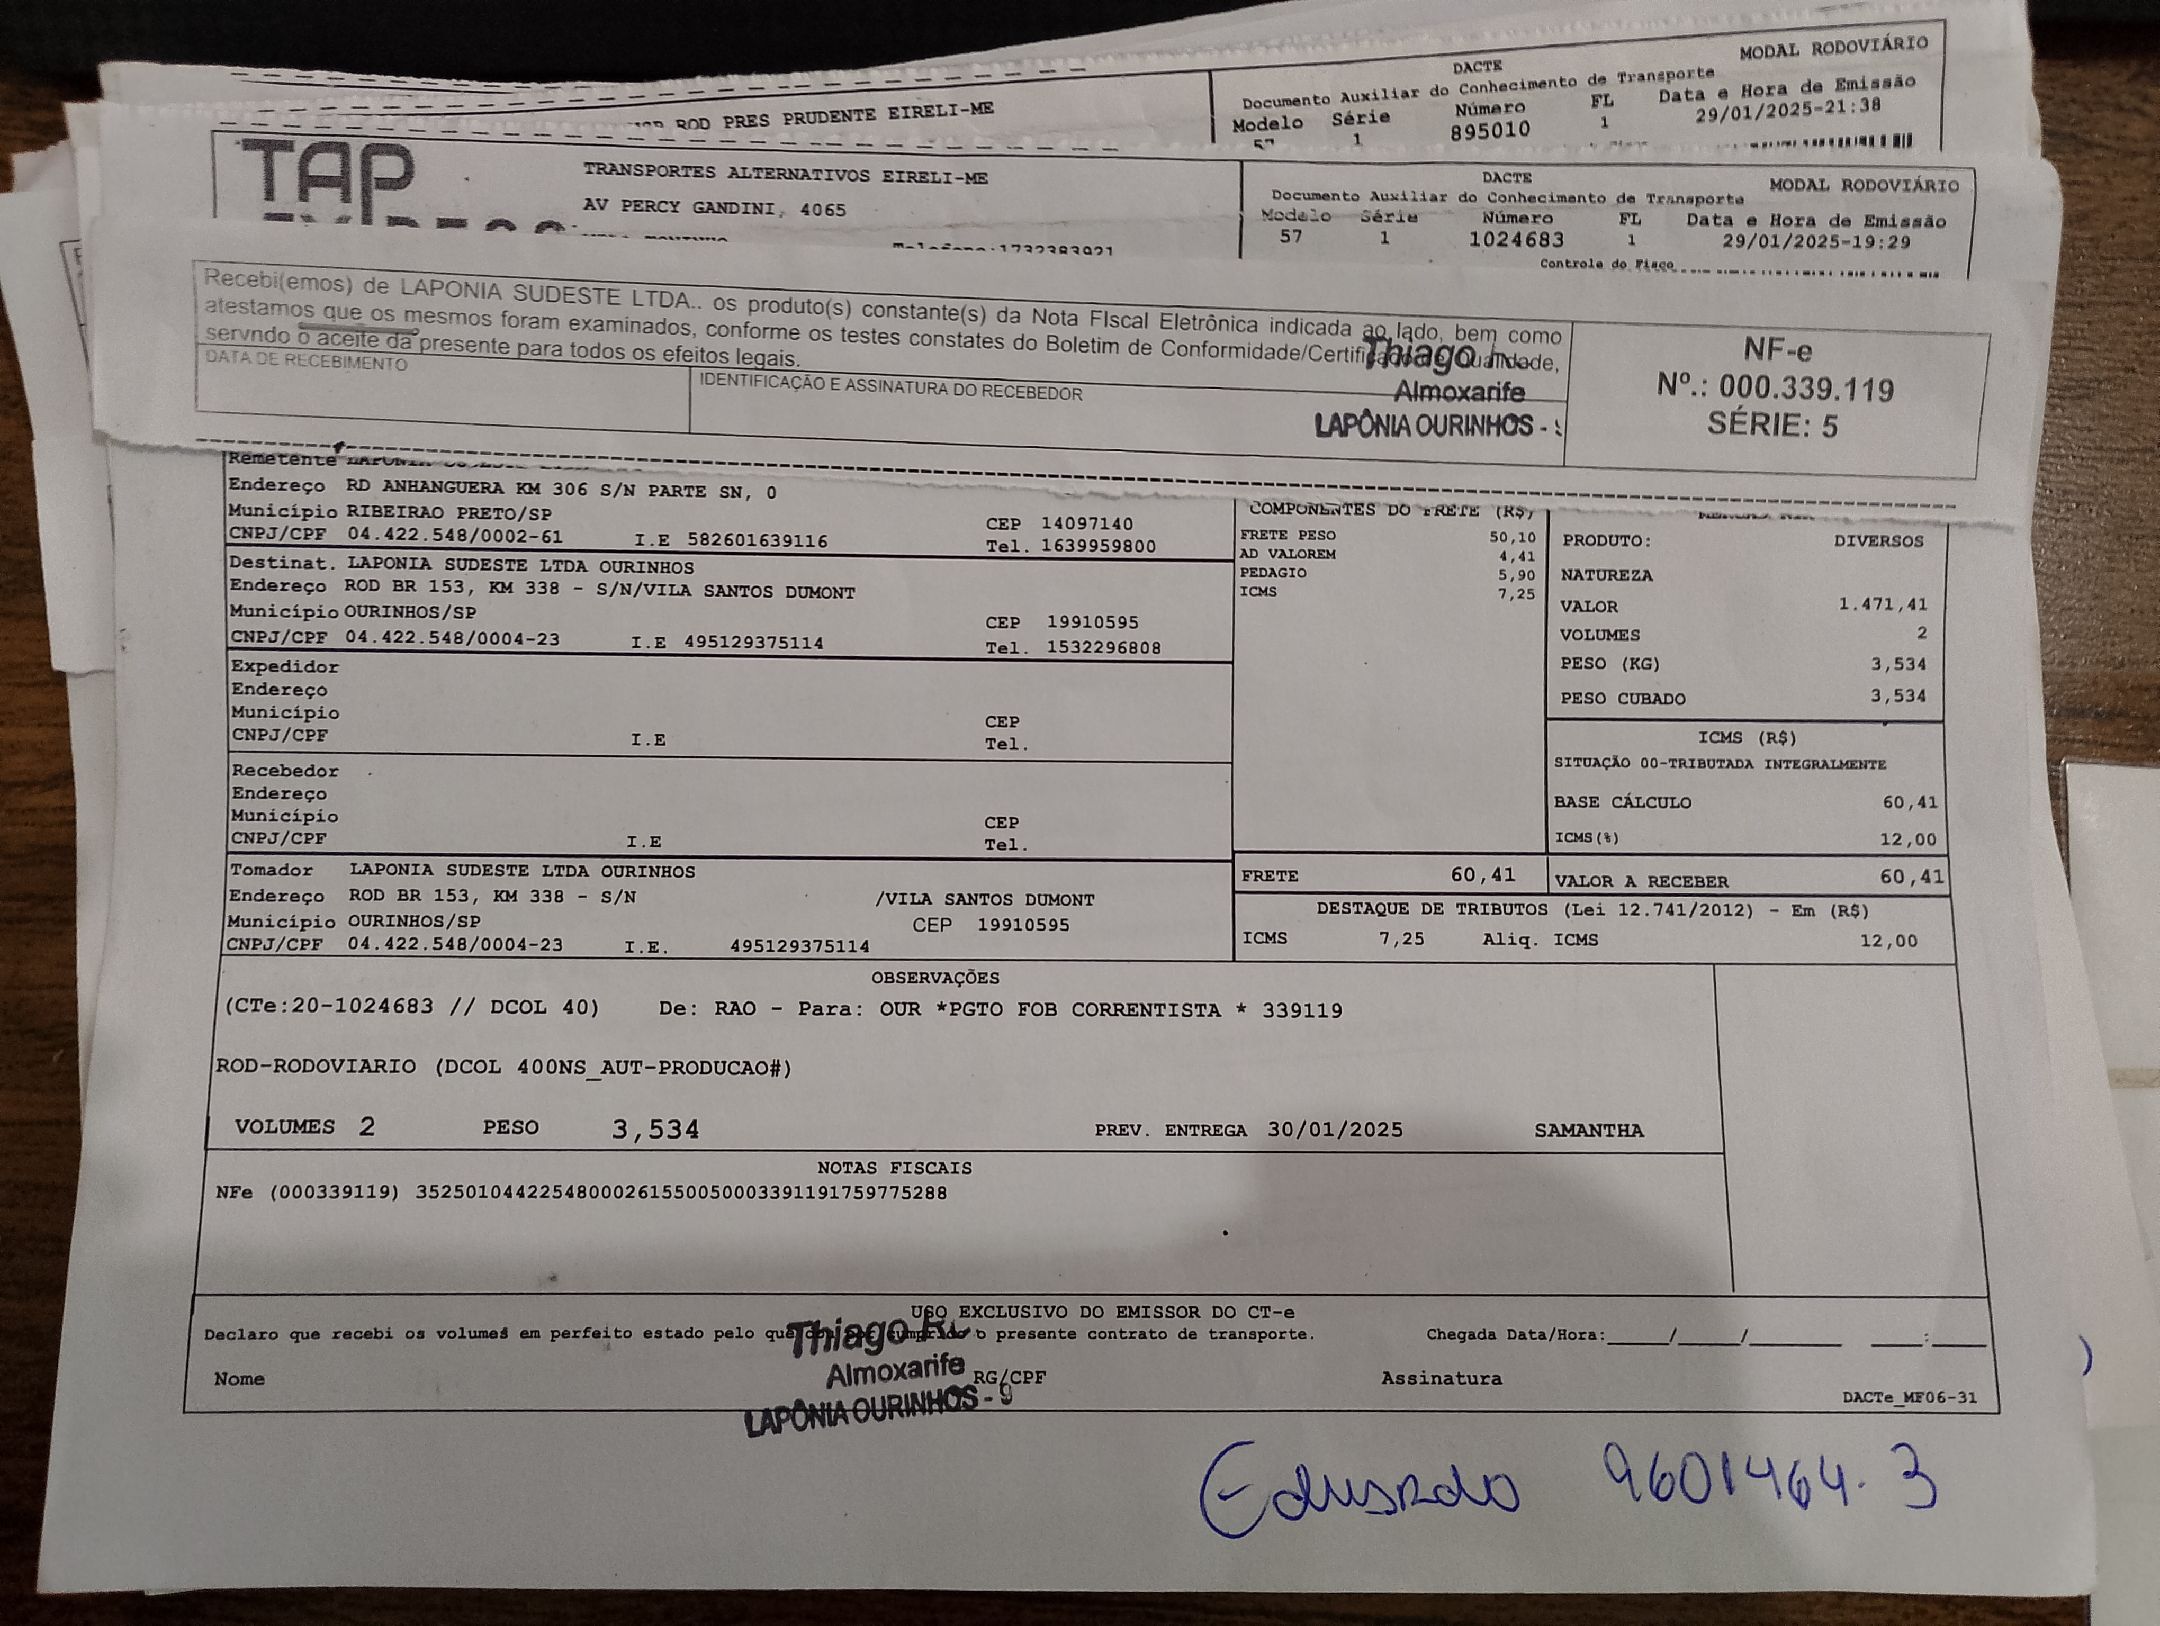 MODAL RODOVIÁRIO
DACTE
Documento Auxiliar do Conhecimento de Transporte
ROD PRES PRUDENTE EIRELI-ME
Modelo Série Número FL Data e Hora de Emissão
1 895010 1 29/01/2025-21:38
TAP
TRANSPORTES ALTERNATIVOS EIRELI-ME
AV PERCY GANDINI, 4065
Telefone:1732383921
DACTE
MODAL RODOVIÁRIO
Documento Auxiliar do Conhecimento de Transporte
Modelo Série Número FL Data e Hora de Emissão
57 1 1024683 1 29/01/2025-19:29
Controle do Fisco
Recebi(emos) de LAPONIA SUDESTE LTDA.. os produto(s) constante(s) da Nota FIscal Eletrônica indicada ao lado, bem como
atestamos que os mesmos foram examinados, conforme os testes constates do Boletim de Conformidade/Certificado Qualidade,
servndo o aceite da presente para todos os efeitos legais.
DATA DE RECEBIMENTO
IDENTIFICAÇÃO E ASSINATURA DO RECEBEDOR
Thiago
Almoxarife
LAPÔNIA OURINHOS -
NF-e
Nº.: 000.339.119
SÉRIE: 5
Remetente
Endereço RD ANHANGUERA KM 306 S/N PARTE SN, 0
Município RIBEIRAO PRETO/SP CEP 14097140
CNPJ/CPF 04.422.548/0002-61 I.E 582601639116 Tel. 1639959800
Destinat. LAPONIA SUDESTE LTDA OURINHOS
Endereço ROD BR 153, KM 338 - S/N/VILA SANTOS DUMONT
Município OURINHOS/SP CEP 19910595
CNPJ/CPF 04.422.548/0004-23 I.E 495129375114 Tel. 1532296808
Expedidor
Endereço
Município CEP
CNPJ/CPF I.E Tel.
Recebedor
Endereço
Município CEP
CNPJ/CPF I.E Tel.
Tomador LAPONIA SUDESTE LTDA OURINHOS
Endereço ROD BR 153, KM 338 - S/N /VILA SANTOS DUMONT
Município OURINHOS/SP CEP 19910595
CNPJ/CPF 04.422.548/0004-23 I.E. 495129375114
COMPONENTES DO FRETE (R$)
FRETE PESO 50,10
AD VALOREM 4,41
PEDAGIO 5,90
ICMS 7,25
PRODUTO: DIVERSOS
NATUREZA
VALOR 1.471,41
VOLUMES 2
PESO (KG) 3,534
PESO CUBADO 3,534
ICMS (R$)
SITUAÇÃO 00-TRIBUTADA INTEGRALMENTE
BASE CÁLCULO 60,41
ICMS(%) 12,00
FRETE 60,41 VALOR A RECEBER 60,41
DESTAQUE DE TRIBUTOS (Lei 12.741/2012) - Em (R$)
ICMS 7,25 Aliq. ICMS 12,00
OBSERVAÇÕES
(CTe:20-1024683 // DCOL 40) De: RAO - Para: OUR *PGTO FOB CORRENTISTA * 339119
ROD-RODOVIARIO (DCOL 400NS_AUT-PRODUCAO#)
VOLUMES 2 PESO 3,534 PREV. ENTREGA 30/01/2025 SAMANTHA
NOTAS FISCAIS
NFe (000339119) 35250104422548000261550050003391191759775288
USO EXCLUSIVO DO EMISSOR DO CT-e
Declaro que recebi os volumes em perfeito estado pelo que dou por cumprido o presente contrato de transporte. Chegada Data/Hora:____/____/______ ___:___
Nome RG/CPF Assinatura
DACTe_MF06-31
Thiago
Almoxarife
LAPÔNIA OURINHOS - 9
Eduardo 9601464-3